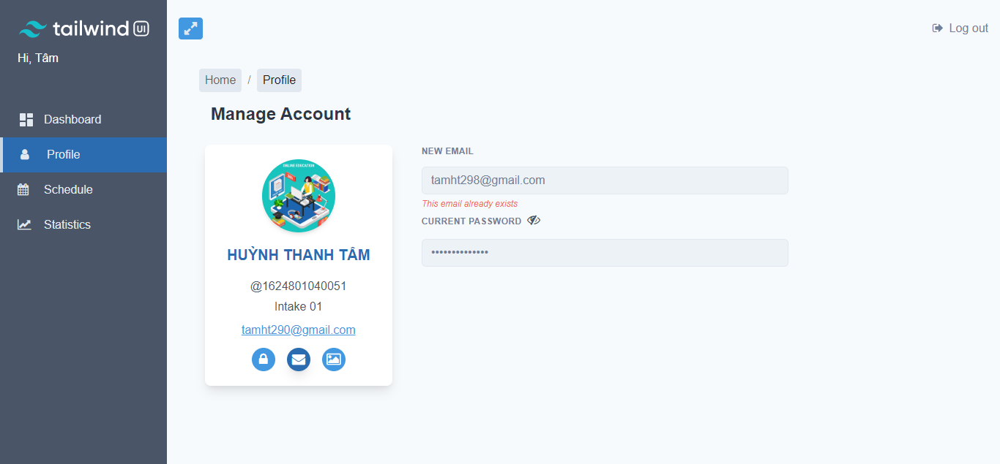 tailwind UI
Hi, Tâm
Dashboard
Profile
Schedule
Statistics
Log out
Home / Profile
Manage Account
ONLINE EDUCATION
HUỲNH THANH TÂM
@1624801040051
Intake 01
tamht290@gmail.com
NEW EMAIL
tamht298@gmail.com
This email already exists
CURRENT PASSWORD
••••••••••••••